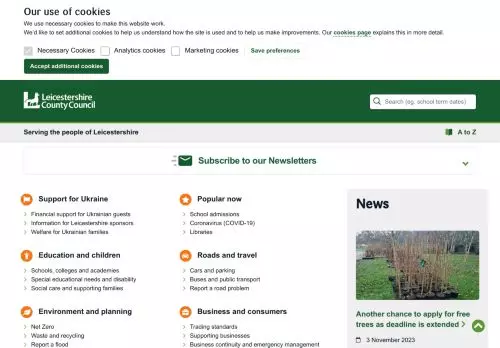 Our use of cookies
We use necessary cookies to make this website work.
We'd like to set additional cookies to help us understand how the site is used and to help us make improvements. Our cookies page explains this in more detail.
Necessary Cookies Analytics cookies Marketing cookies Save preferences
Accept additional cookies
Leicestershire
County Council
Search (eg. school term dates)
Serving the people of Leicestershire
A to Z
Subscribe to our Newsletters
Support for Ukraine
Financial support for Ukrainian guests
Information for Leicestershire sponsors
Welfare for Ukrainian families
Popular now
School admissions
Coronavirus (COVID-19)
Libraries
Education and children
Schools, colleges and academies
Special educational needs and disability
Social care and supporting families
Roads and travel
Cars and parking
Buses and public transport
Report a road problem
Environment and planning
Net Zero
Waste and recycling
Report a flood
Business and consumers
Trading standards
Supporting businesses
Business continuity and emergency management
News
Another chance to apply for free
trees as deadline is extended
3 November 2023